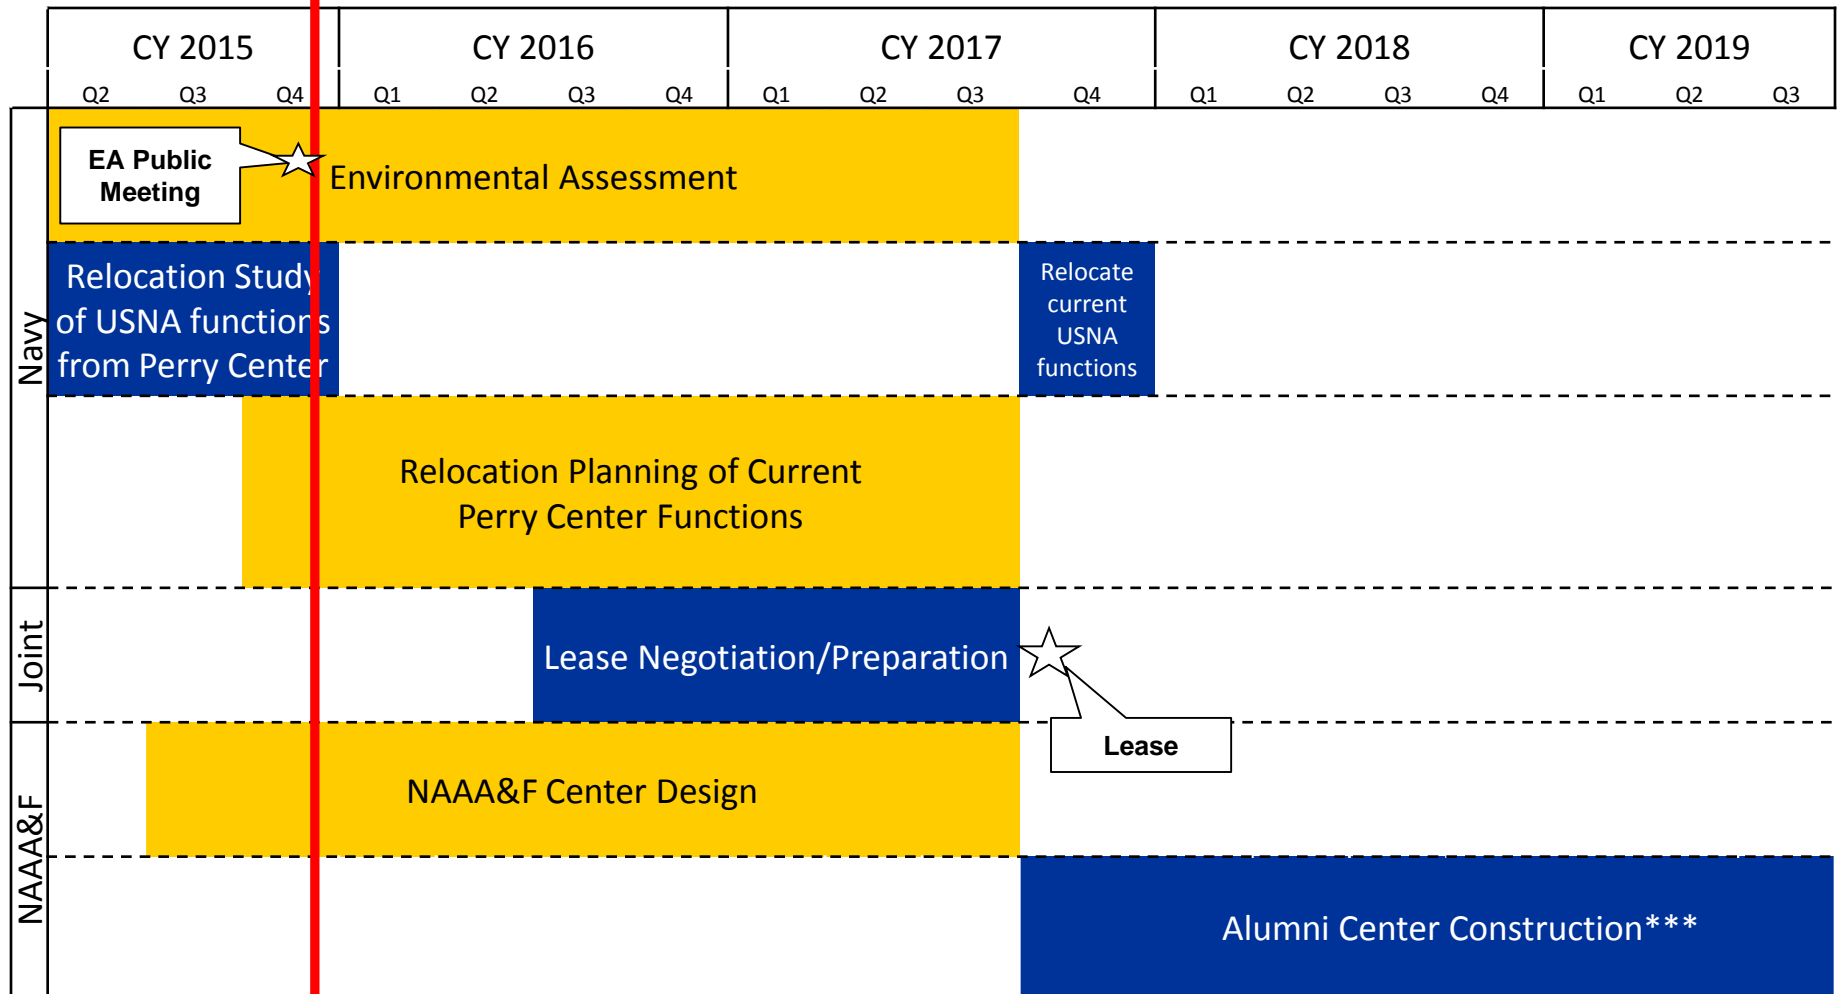 CY 2015 CY 2016 CY 2017 CY 2018 CY 2019
Q2 Q3 Q4 Q1 Q2 Q3 Q4 Q1 Q2 Q3 Q4 Q1 Q2 Q3 Q4 Q1 Q2 Q3
Navy
EA Public
Meeting
Environmental Assessment
Relocation Study
of USNA functions
from Perry Center
Relocate
current
USNA
functions
Relocation Planning of Current
Perry Center Functions
Joint
Lease Negotiation/Preparation
Lease
NAAA&F
NAAA&F Center Design
Alumni Center Construction***